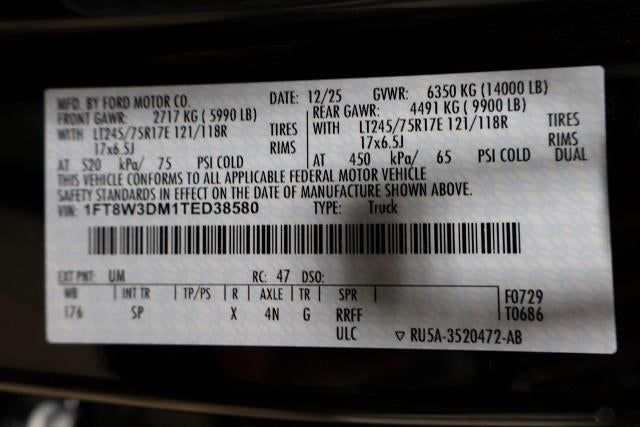 MFD. BY FORD MOTOR CO. DATE: 12/25 GVWR: 6350 KG (14000 LB)
FRONT GAWR: 2717 KG (5990 LB) REAR GAWR: 4491 KG (9900 LB)
WITH LT245/75R17E 121/118R TIRES WITH LT245/75R17E 121/118R TIRES
17x6.5J RIMS 17x6.5J RIMS
AT 520 kPa/ 75 PSI COLD AT 450 kPa/ 65 PSI COLD DUAL
THIS VEHICLE CONFORMS TO ALL APPLICABLE FEDERAL MOTOR VEHICLE
SAFETY STANDARDS IN EFFECT ON THE DATE OF MANUFACTURE SHOWN ABOVE.
VIN: 1FT8W3DM1TED38580 TYPE: Truck
EXT PNT: UM RC: 47 DSO:
WB INT TR TP/PS R AXLE TR SPR F0729
176 SP X 4N G RRFF T0686
ULC RU5A-3520472-AB